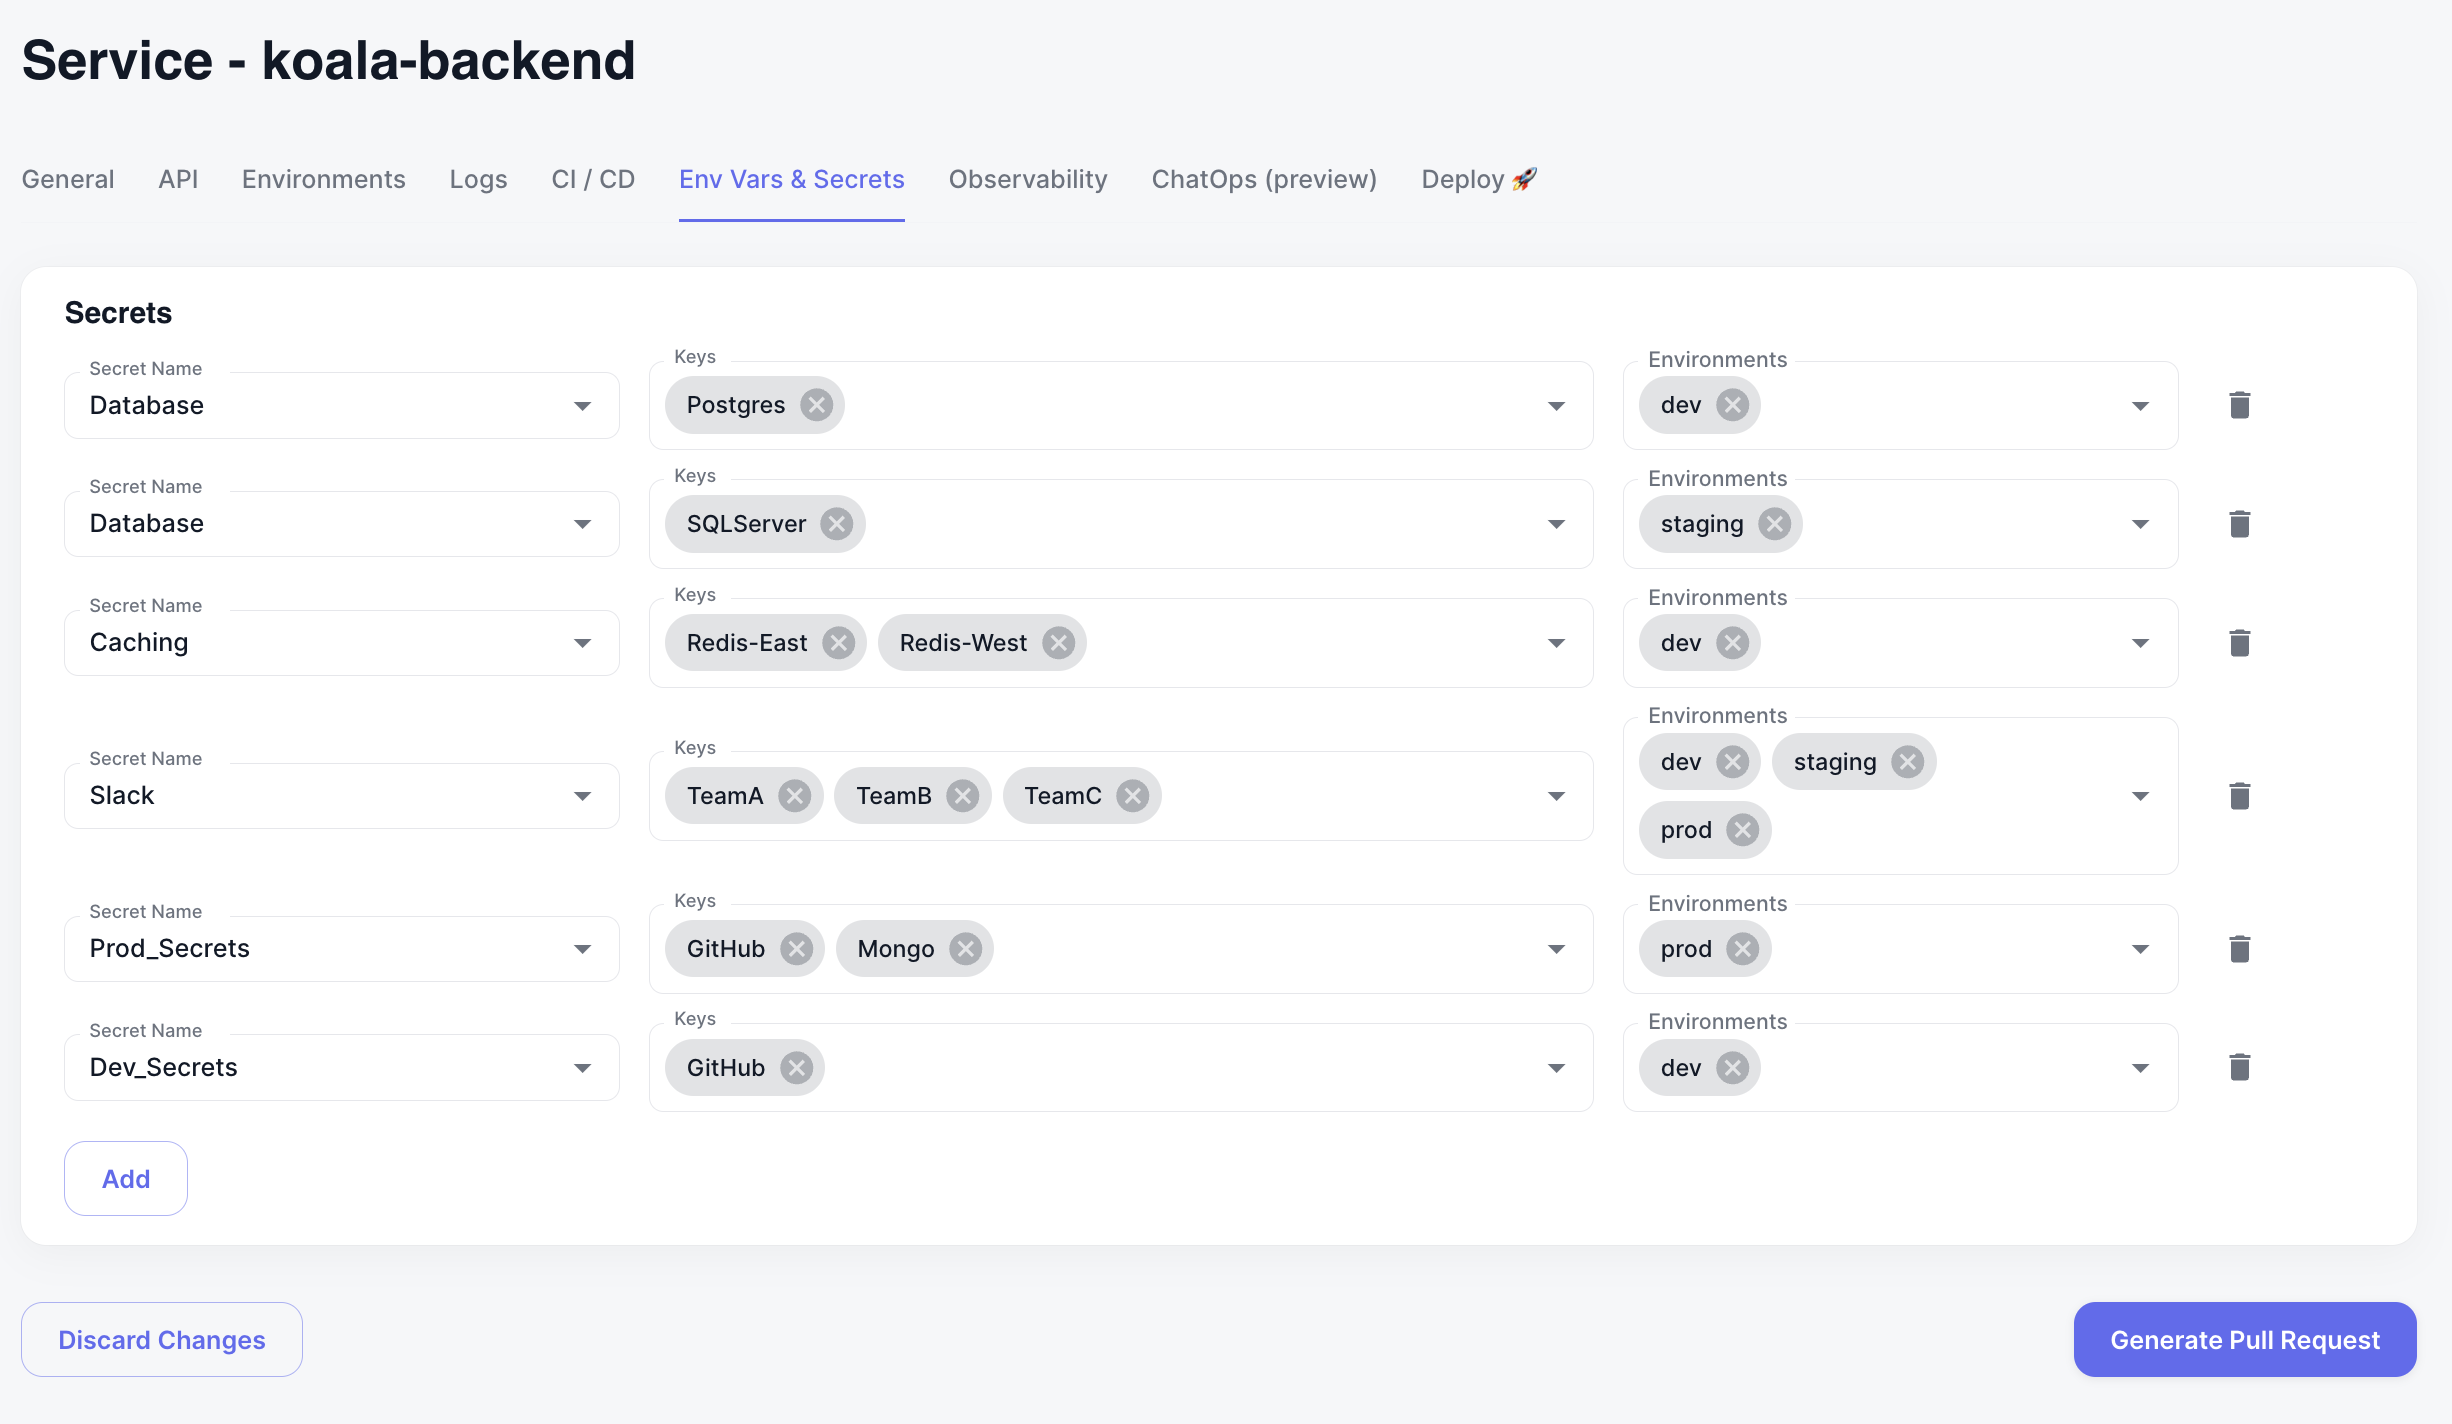 Service - koala-backend
General API Environments Logs CI / CD Env Vars & Secrets Observability ChatOps (preview) Deploy 🚀
Secrets
Secret Name Keys Environments
Database Postgres dev
Secret Name Keys Environments
Database SQLServer staging
Secret Name Keys Environments
Caching Redis-East Redis-West dev
Environments
dev staging
Secret Name Keys
Slack TeamA TeamB TeamC
prod
Secret Name Keys Environments
Prod_Secrets GitHub Mongo prod
Secret Name Keys Environments
Dev_Secrets GitHub dev
Add
Discard Changes Generate Pull Request